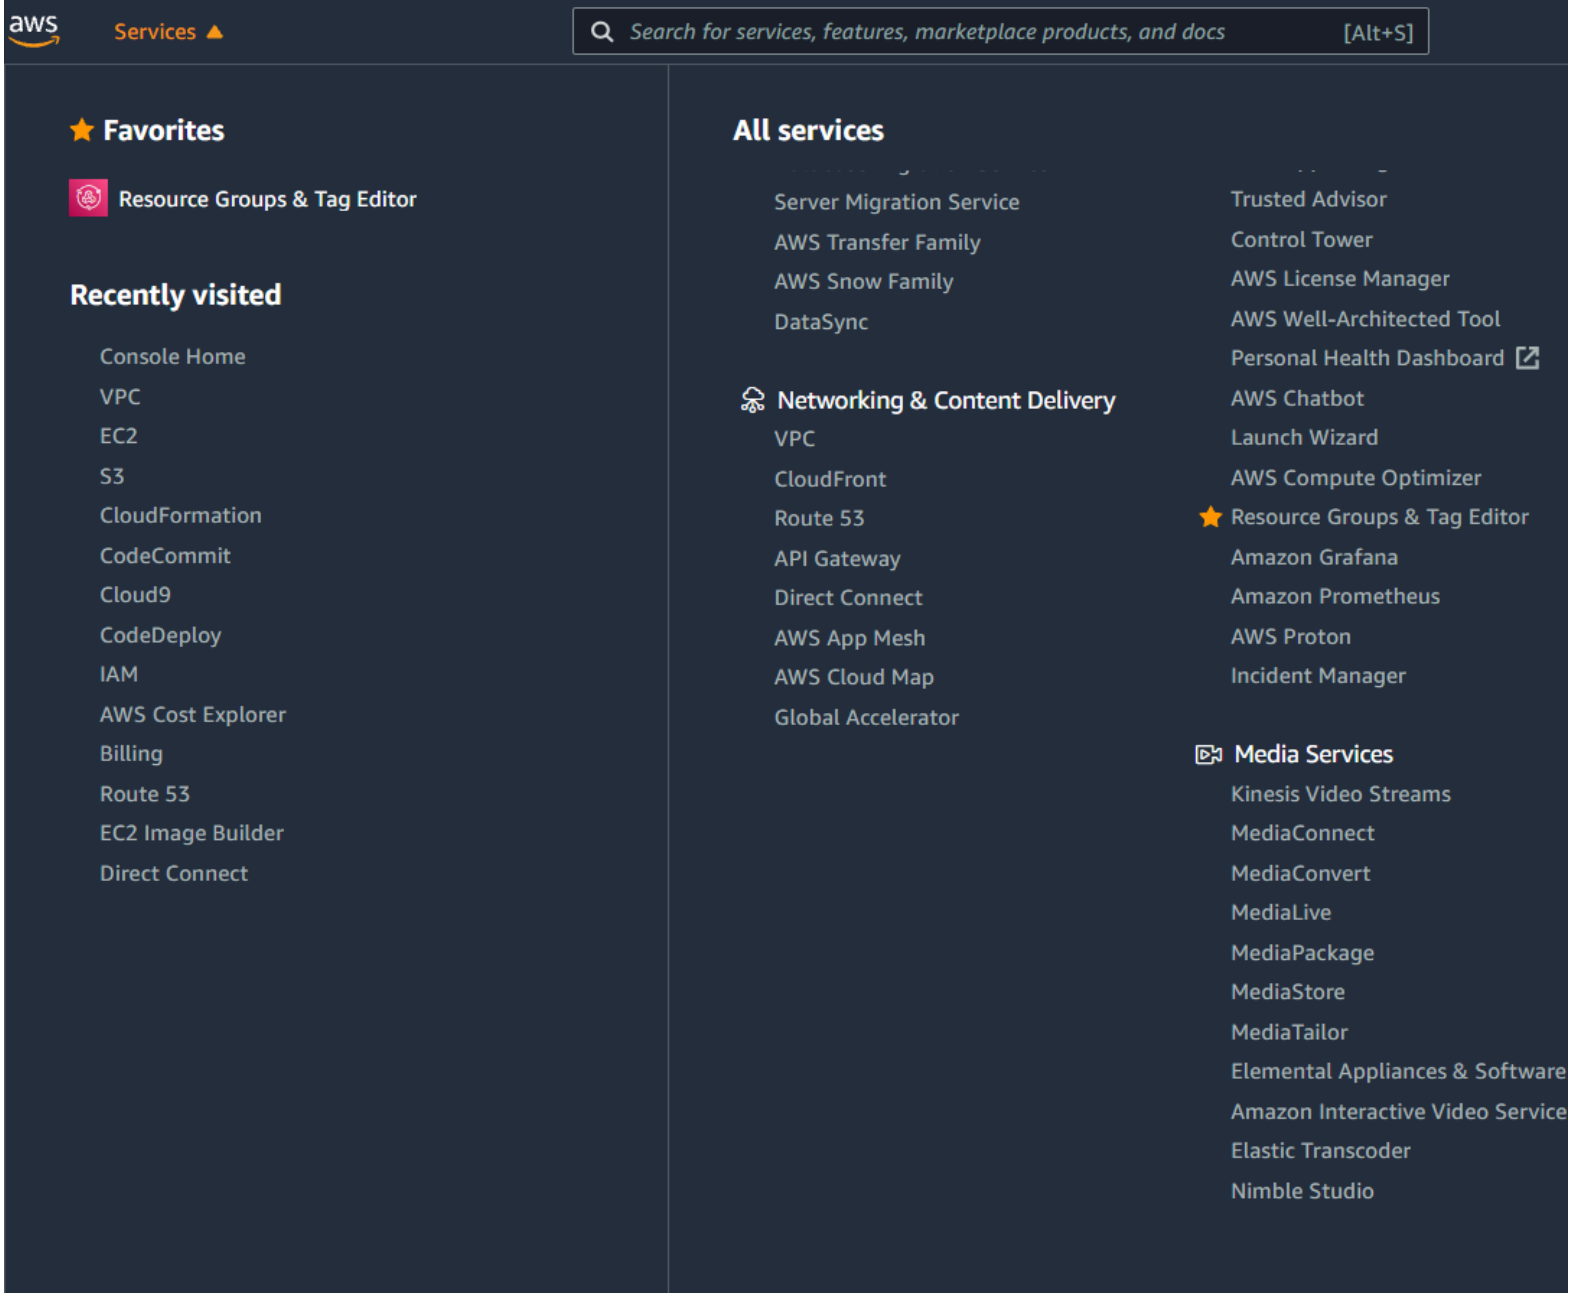 aws
Services
Search for services, features, marketplace products, and docs
[Alt+S]
Favorites
Resource Groups & Tag Editor
Recently visited
Console Home
VPC
EC2
S3
CloudFormation
CodeCommit
Cloud9
CodeDeploy
IAM
AWS Cost Explorer
Billing
Route 53
EC2 Image Builder
Direct Connect
All services
Server Migration Service
AWS Transfer Family
AWS Snow Family
DataSync
Networking & Content Delivery
VPC
CloudFront
Route 53
API Gateway
Direct Connect
AWS App Mesh
AWS Cloud Map
Global Accelerator
Trusted Advisor
Control Tower
AWS License Manager
AWS Well-Architected Tool
Personal Health Dashboard
AWS Chatbot
Launch Wizard
AWS Compute Optimizer
Resource Groups & Tag Editor
Amazon Grafana
Amazon Prometheus
AWS Proton
Incident Manager
Media Services
Kinesis Video Streams
MediaConnect
MediaConvert
MediaLive
MediaPackage
MediaStore
MediaTailor
Elemental Appliances & Software
Amazon Interactive Video Service
Elastic Transcoder
Nimble Studio